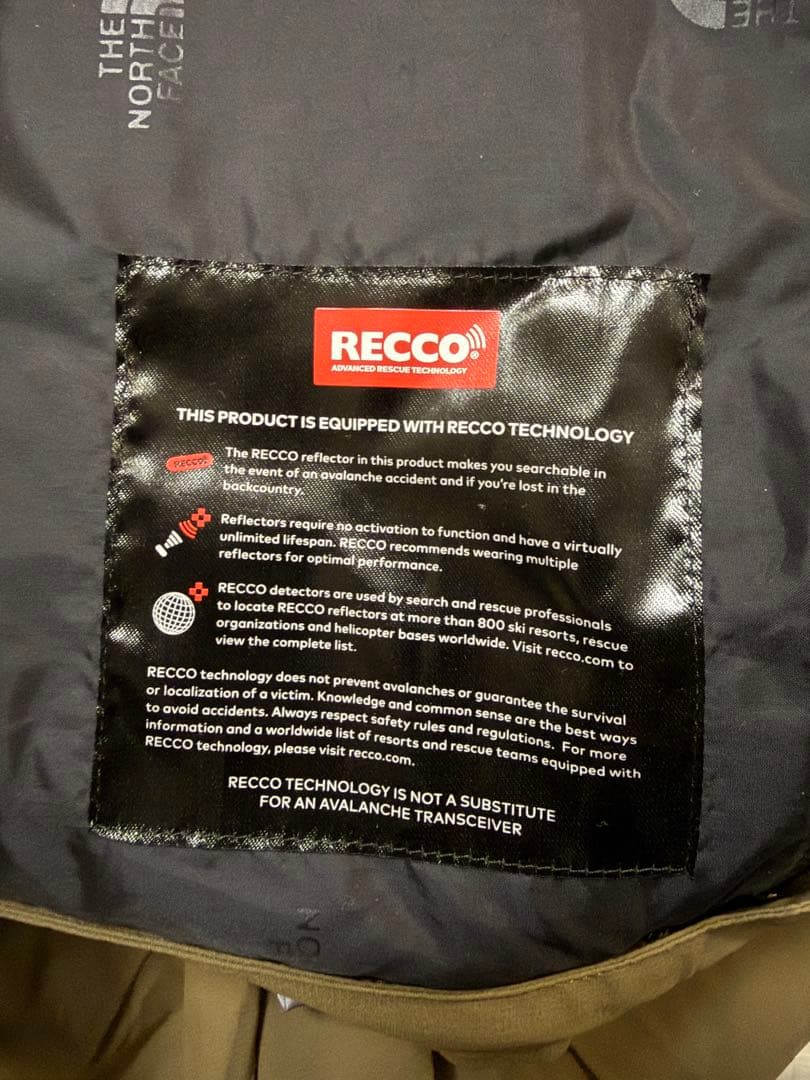 THE
NORTH
FACE
THE
RECCO®
ADVANCED RESCUE TECHNOLOGY
THIS PRODUCT IS EQUIPPED WITH RECCO TECHNOLOGY
RECCO®
The RECCO reflector in this product makes you searchable in
the event of an avalanche accident and if you're lost in the
backcountry.
Reflectors require no activation to function and have a virtually
unlimited lifespan. RECCO recommends wearing multiple
reflectors for optimal performance.
RECCO detectors are used by search and rescue professionals
to locate RECCO reflectors at more than 800 ski resorts, rescue
organizations and helicopter bases worldwide. Visit recco.com to
view the complete list.
RECCO technology does not prevent avalanches or guarantee the survival
or localization of a victim. Knowledge and common sense are the best ways
to avoid accidents. Always respect safety rules and regulations. For more
information and a worldwide list of resorts and rescue teams equipped with
RECCO technology, please visit recco.com.
RECCO TECHNOLOGY IS NOT A SUBSTITUTE
FOR AN AVALANCHE TRANSCEIVER